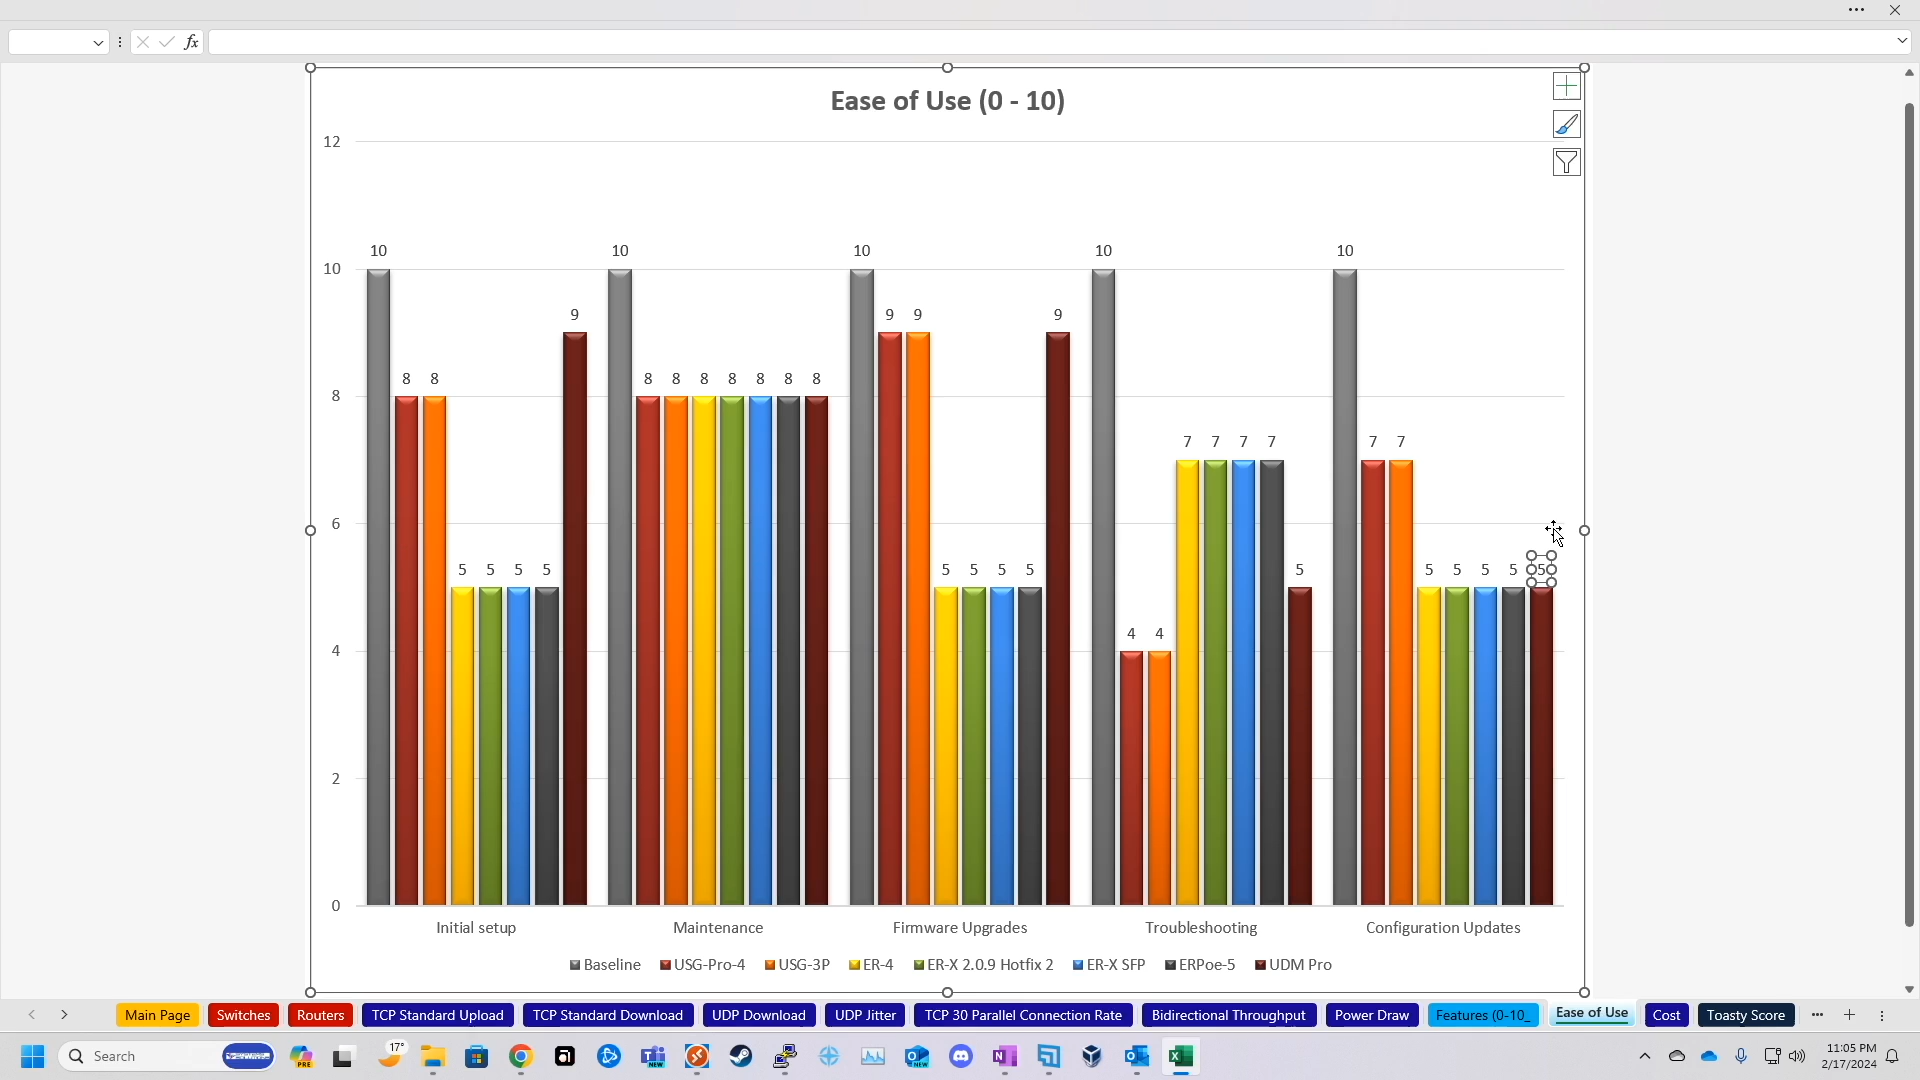 fx
Ease of Use (0 - 10)
12
10 10 10 10 10
10
9 9 9 9
8 8 8 8 8 8 8 8 8
8
7 7 7 7 7 7
6
5 5 5 5 5 5 5 5 5 5 5 5 5 5
4 4
4
2
0
Initial setup Maintenance Firmware Upgrades Troubleshooting Configuration Updates
Baseline USG-Pro-4 USG-3P ER-4 ER-X 2.0.9 Hotfix 2 ER-X SFP ERPoe-5 UDM Pro
Main Page Switches Routers TCP Standard Upload TCP Standard Download UDP Download UDP Jitter TCP 30 Parallel Connection Rate Bidirectional Throughput Power Draw Features (0-10_ Ease of Use Cost Toasty Score
Search 17° PRE NEW NEW 11:05 PM
2/17/2024